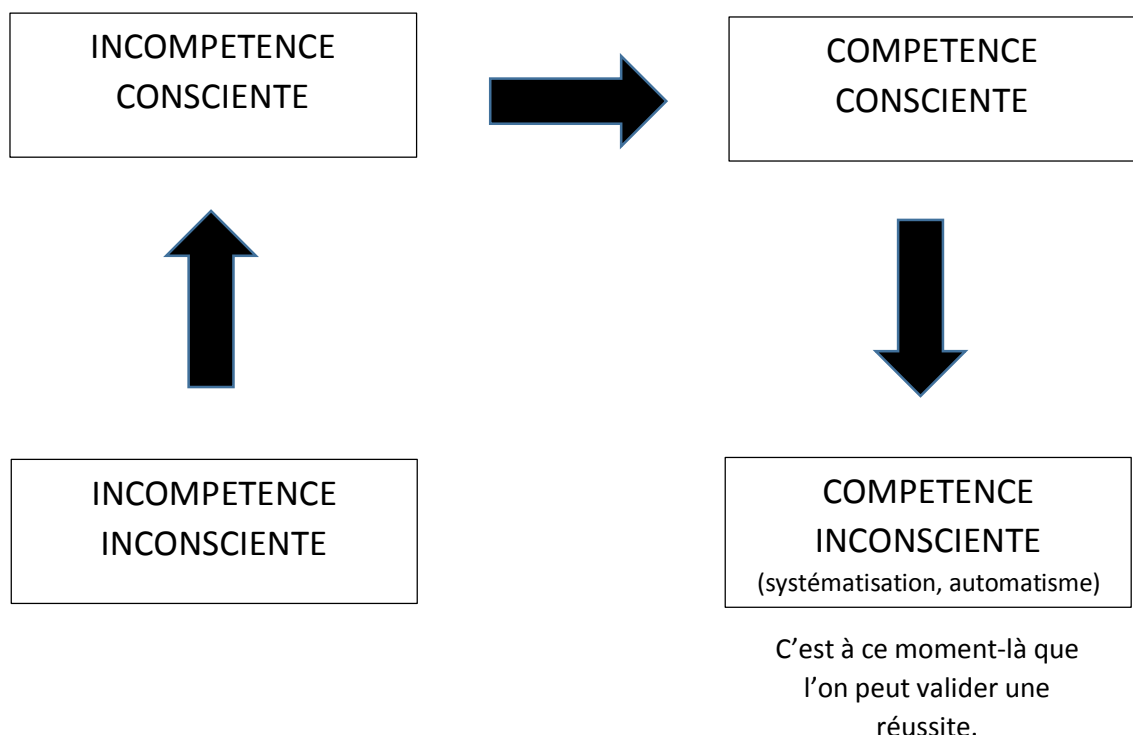 INCOMPETENCE
CONSCIENTE
COMPETENCE
CONSCIENTE
INCOMPETENCE
INCONSCIENTE
COMPETENCE
INCONSCIENTE
(systématisation, automatisme)
C’est à ce moment-là que
l’on peut valider une
réussite.